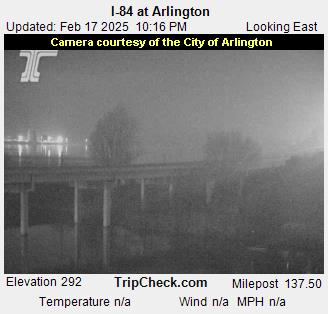 I-84 at Arlington
Updated: Feb 17 2025 10:16 PM Looking East
Camera courtesy of the City of Arlington
Elevation 292 TripCheck.com Milepost 137.50
Temperature n/a Wind n/a MPH n/a